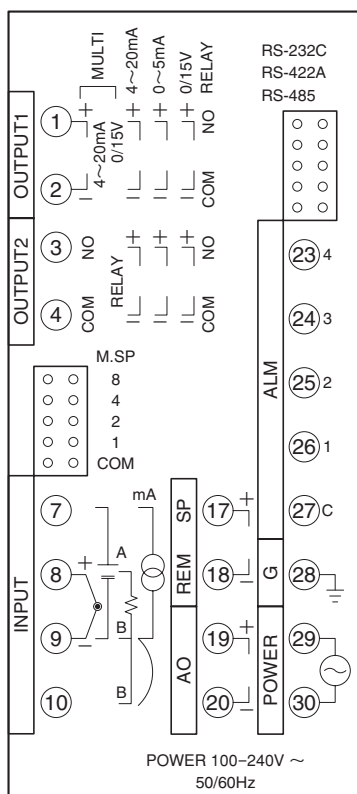 MULTI
4~20mA
0~5mA
0/15V
RELAY
RS-232C
RS-422A
RS-485
OUTPUT1
1 + 4~20mA 0/15V + + + NO
2 − − − − COM
OUTPUT2
3 NO RELAY + + + NO
4 COM − − − COM
M.SP
8
4
2
1
COM
ALM
23 4
24 3
25 2
26 1
27 C
INPUT
7 mA
8 + A
9 − B
10 B
REM SP
17 +
18 −
AO
19 +
20 −
G
28
POWER
29
30
POWER 100–240V ~
50/60Hz